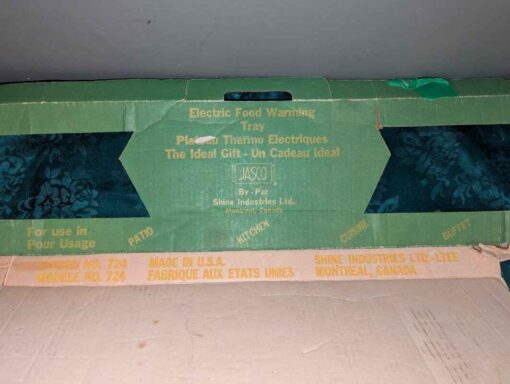 Electric Food Warming
Tray
Plateau Thermo Electriques
The Ideal Gift - Un Cadeau Ideal
JASCO
By - Par
Shine Industries Ltd.
Montreal, Canada
For use in
Pour Usage
PATIO
KITCHEN
CUISINE
BUFFET
NO. 724
MADE IN U.S.A.
SHINE INDUSTRIES LTD.-LTEE
MODELE NO. 724
FABRIQUE AUX ETATS UNIES
MONTREAL, CANADA